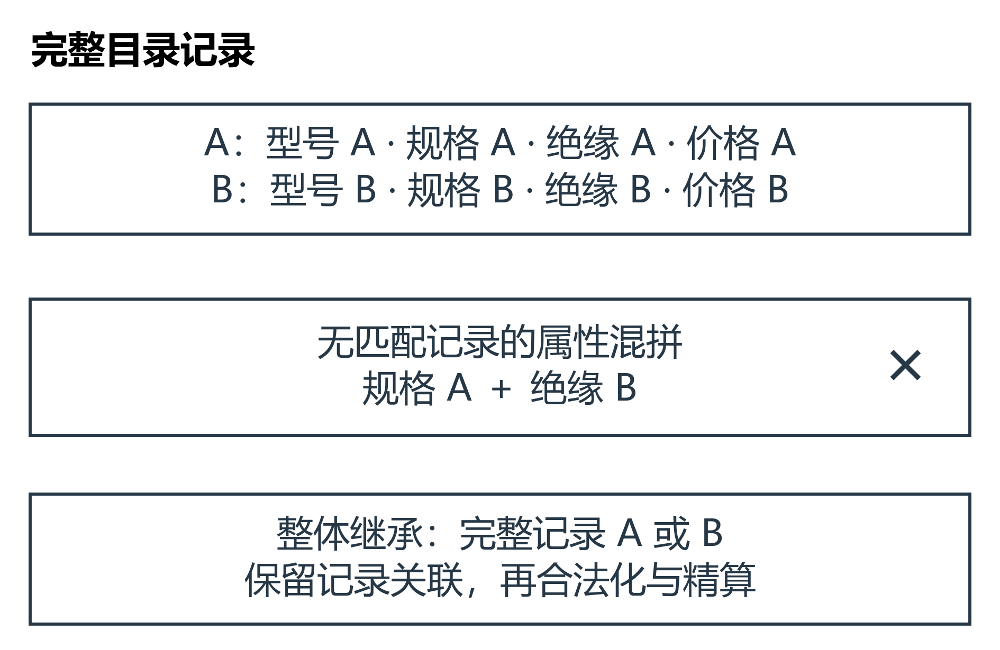 完整目录记录
A：型号 A · 规格 A · 绝缘 A · 价格 A
B：型号 B · 规格 B · 绝缘 B · 价格 B
无匹配记录的属性混拼
规格 A + 绝缘 B
×
整体继承：完整记录 A 或 B
保留记录关联，再合法化与精算